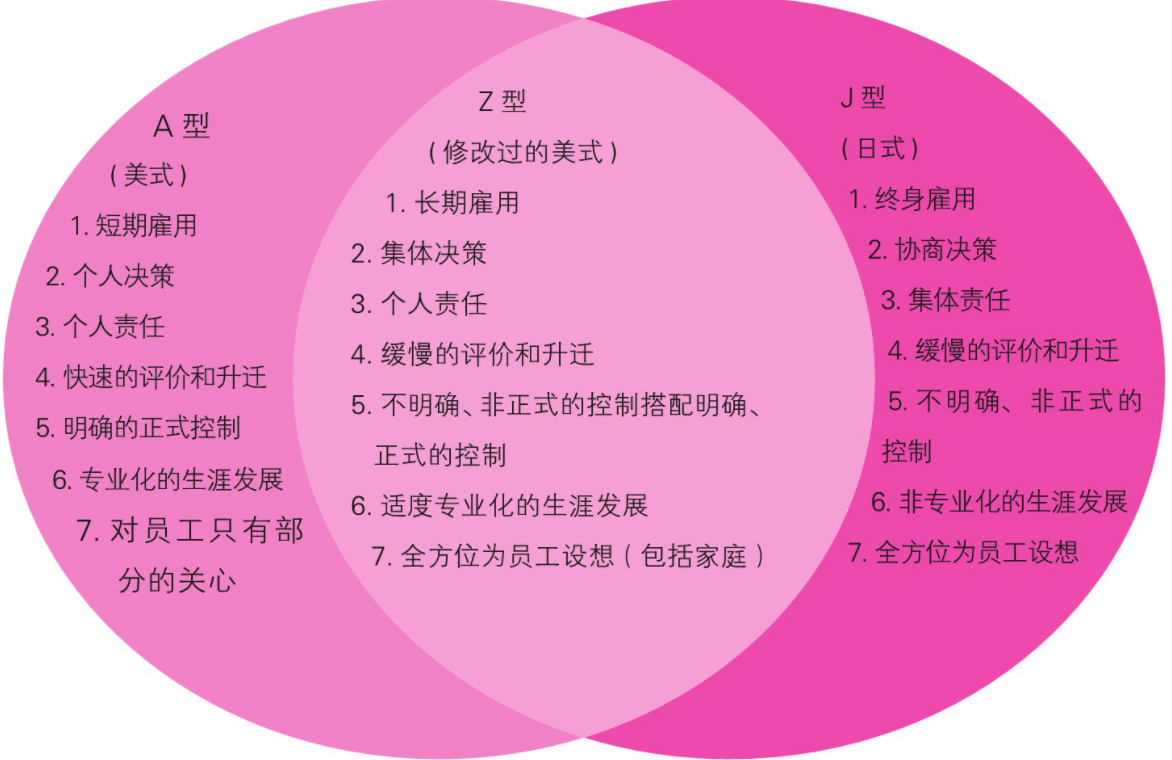 A 型
(美式)
1. 短期雇用
2. 个人决策
3. 个人责任
4. 快速的评价和升迁
5. 明确的正式控制
6. 专业化的生涯发展
7. 对员工只有部
分的关心
Z 型
(修改过的美式)
1. 长期雇用
2. 集体决策
3. 个人责任
4. 缓慢的评价和升迁
5. 不明确、非正式的控制搭配明确、
正式的控制
6. 适度专业化的生涯发展
7. 全方位为员工设想(包括家庭)
J 型
(日式)
1. 终身雇用
2. 协商决策
3. 集体责任
4. 缓慢的评价和升迁
5. 不明确、非正式的
控制
6. 非专业化的生涯发展
7. 全方位为员工设想